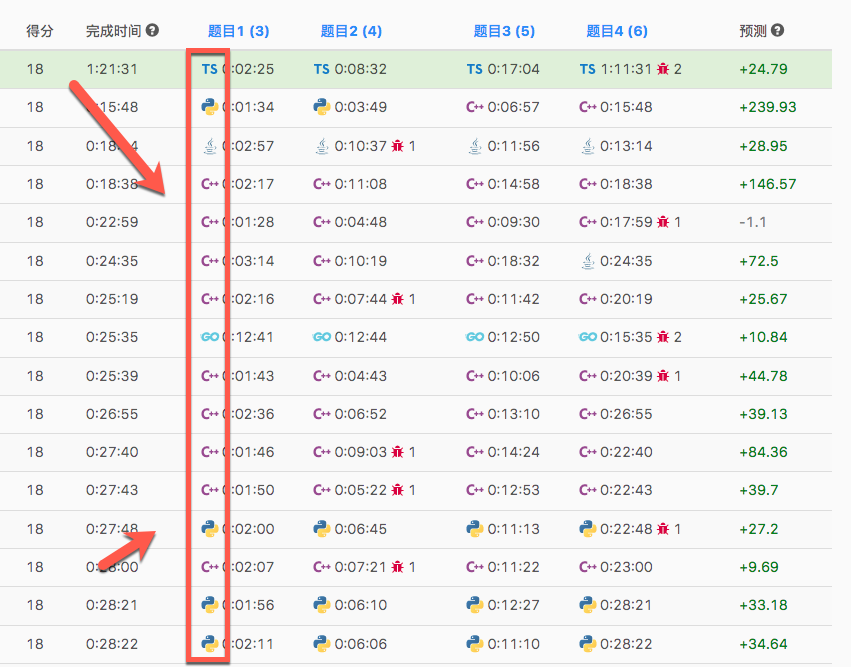 得分 完成时间 题目1 (3) 题目2 (4) 题目3 (5) 题目4 (6) 预测
18 1:21:31 TS 0:02:25 TS 0:08:32 TS 0:17:04 TS 1:11:31 2 +24.79
18 0:15:48 0:01:34 0:03:49 C++ 0:06:57 C++ 0:15:48 +239.93
18 0:02:57 0:10:37 1 0:11:56 0:13:14 +28.95
18 0:18:38 C++ 0:02:17 C++ 0:11:08 C++ 0:14:58 C++ 0:18:38 +146.57
18 0:22:59 C++ 0:01:28 C++ 0:04:48 C++ 0:09:30 C++ 0:17:59 1 -1.1
18 0:24:35 C++ 0:03:14 C++ 0:10:19 C++ 0:18:32 0:24:35 +72.5
18 0:25:19 C++ 0:02:16 C++ 0:07:44 1 C++ 0:11:42 C++ 0:20:19 +25.67
18 0:25:35 GO 0:12:41 GO 0:12:44 GO 0:12:50 GO 0:15:35 2 +10.84
18 0:25:39 C++ 0:01:43 C++ 0:04:43 C++ 0:10:06 C++ 0:20:39 1 +44.78
18 0:26:55 C++ 0:02:36 C++ 0:06:52 C++ 0:13:10 C++ 0:26:55 +39.13
18 0:27:40 C++ 0:01:46 C++ 0:09:03 1 C++ 0:14:24 C++ 0:22:40 +84.36
18 0:27:43 C++ 0:01:50 C++ 0:05:22 1 C++ 0:12:53 C++ 0:22:43 +39.7
18 0:27:48 0:02:00 0:06:45 0:11:13 0:22:48 1 +27.2
18 0:28:00 C++ 0:02:07 C++ 0:07:21 1 C++ 0:11:22 C++ 0:23:00 +9.69
18 0:28:21 0:01:56 0:06:10 0:12:27 0:28:21 +33.18
18 0:28:22 0:02:11 0:06:06 0:11:10 0:28:22 +34.64